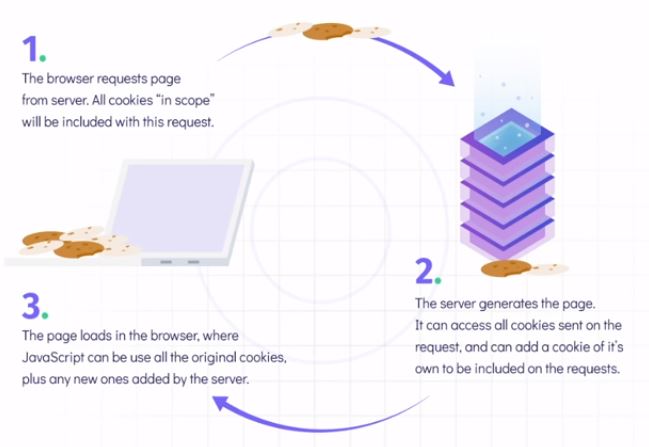 1.
The browser requests page
from server. All cookies “in scope”
will be included with this request.
2.
The server generates the page.
It can access all cookies sent on the
request, and can add a cookie of it's
own to be included on the requests.
3.
The page loads in the browser, where
JavaScript can be use all the original cookies,
plus any new ones added by the server.